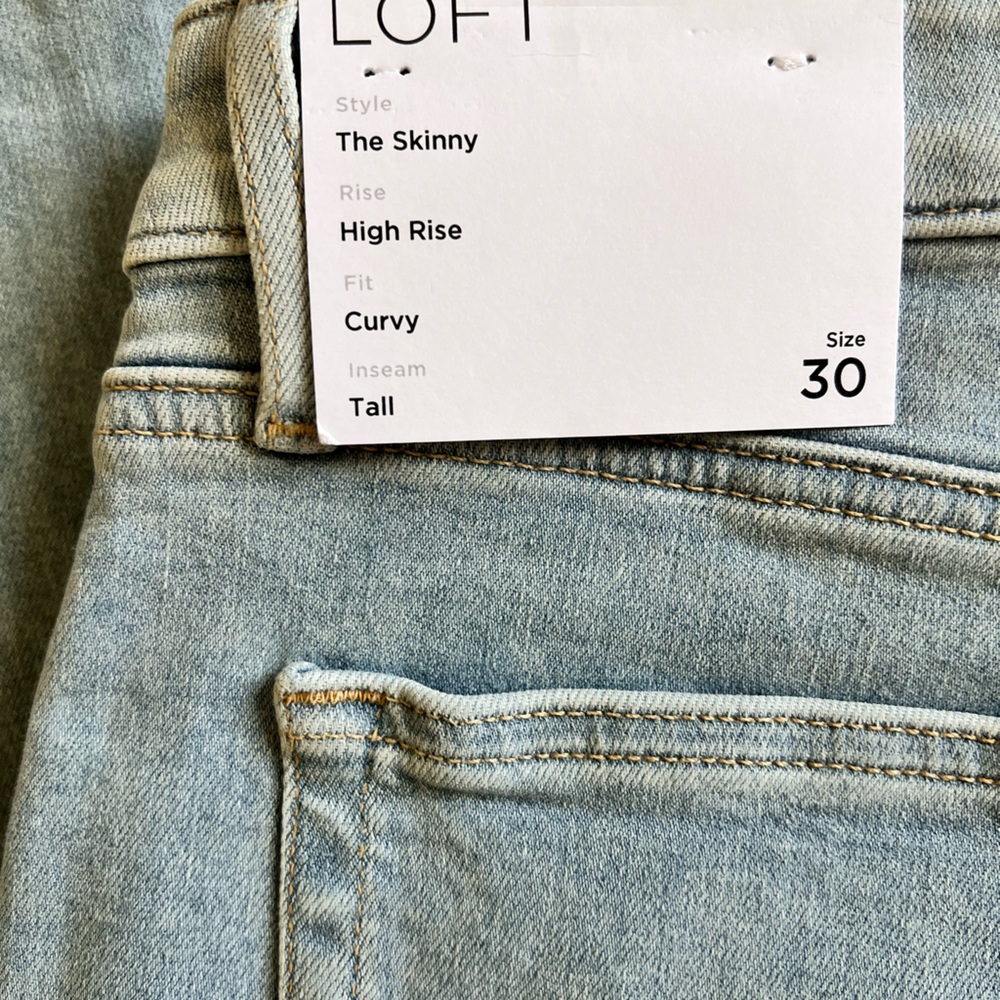 LOFT
Style
The Skinny
Rise
High Rise
Fit
Curvy
Inseam
Tall
Size
30